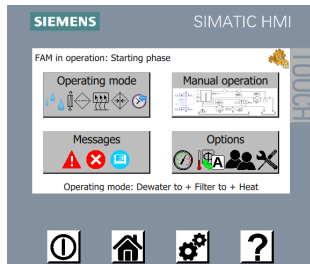 SIEMENS
SIMATIC HMI
TOUCH
FAM in operation: Starting phase
Operating mode
Manual operation
Messages
Options
A
Operating mode: Dewater to + Filter to + Heat
?